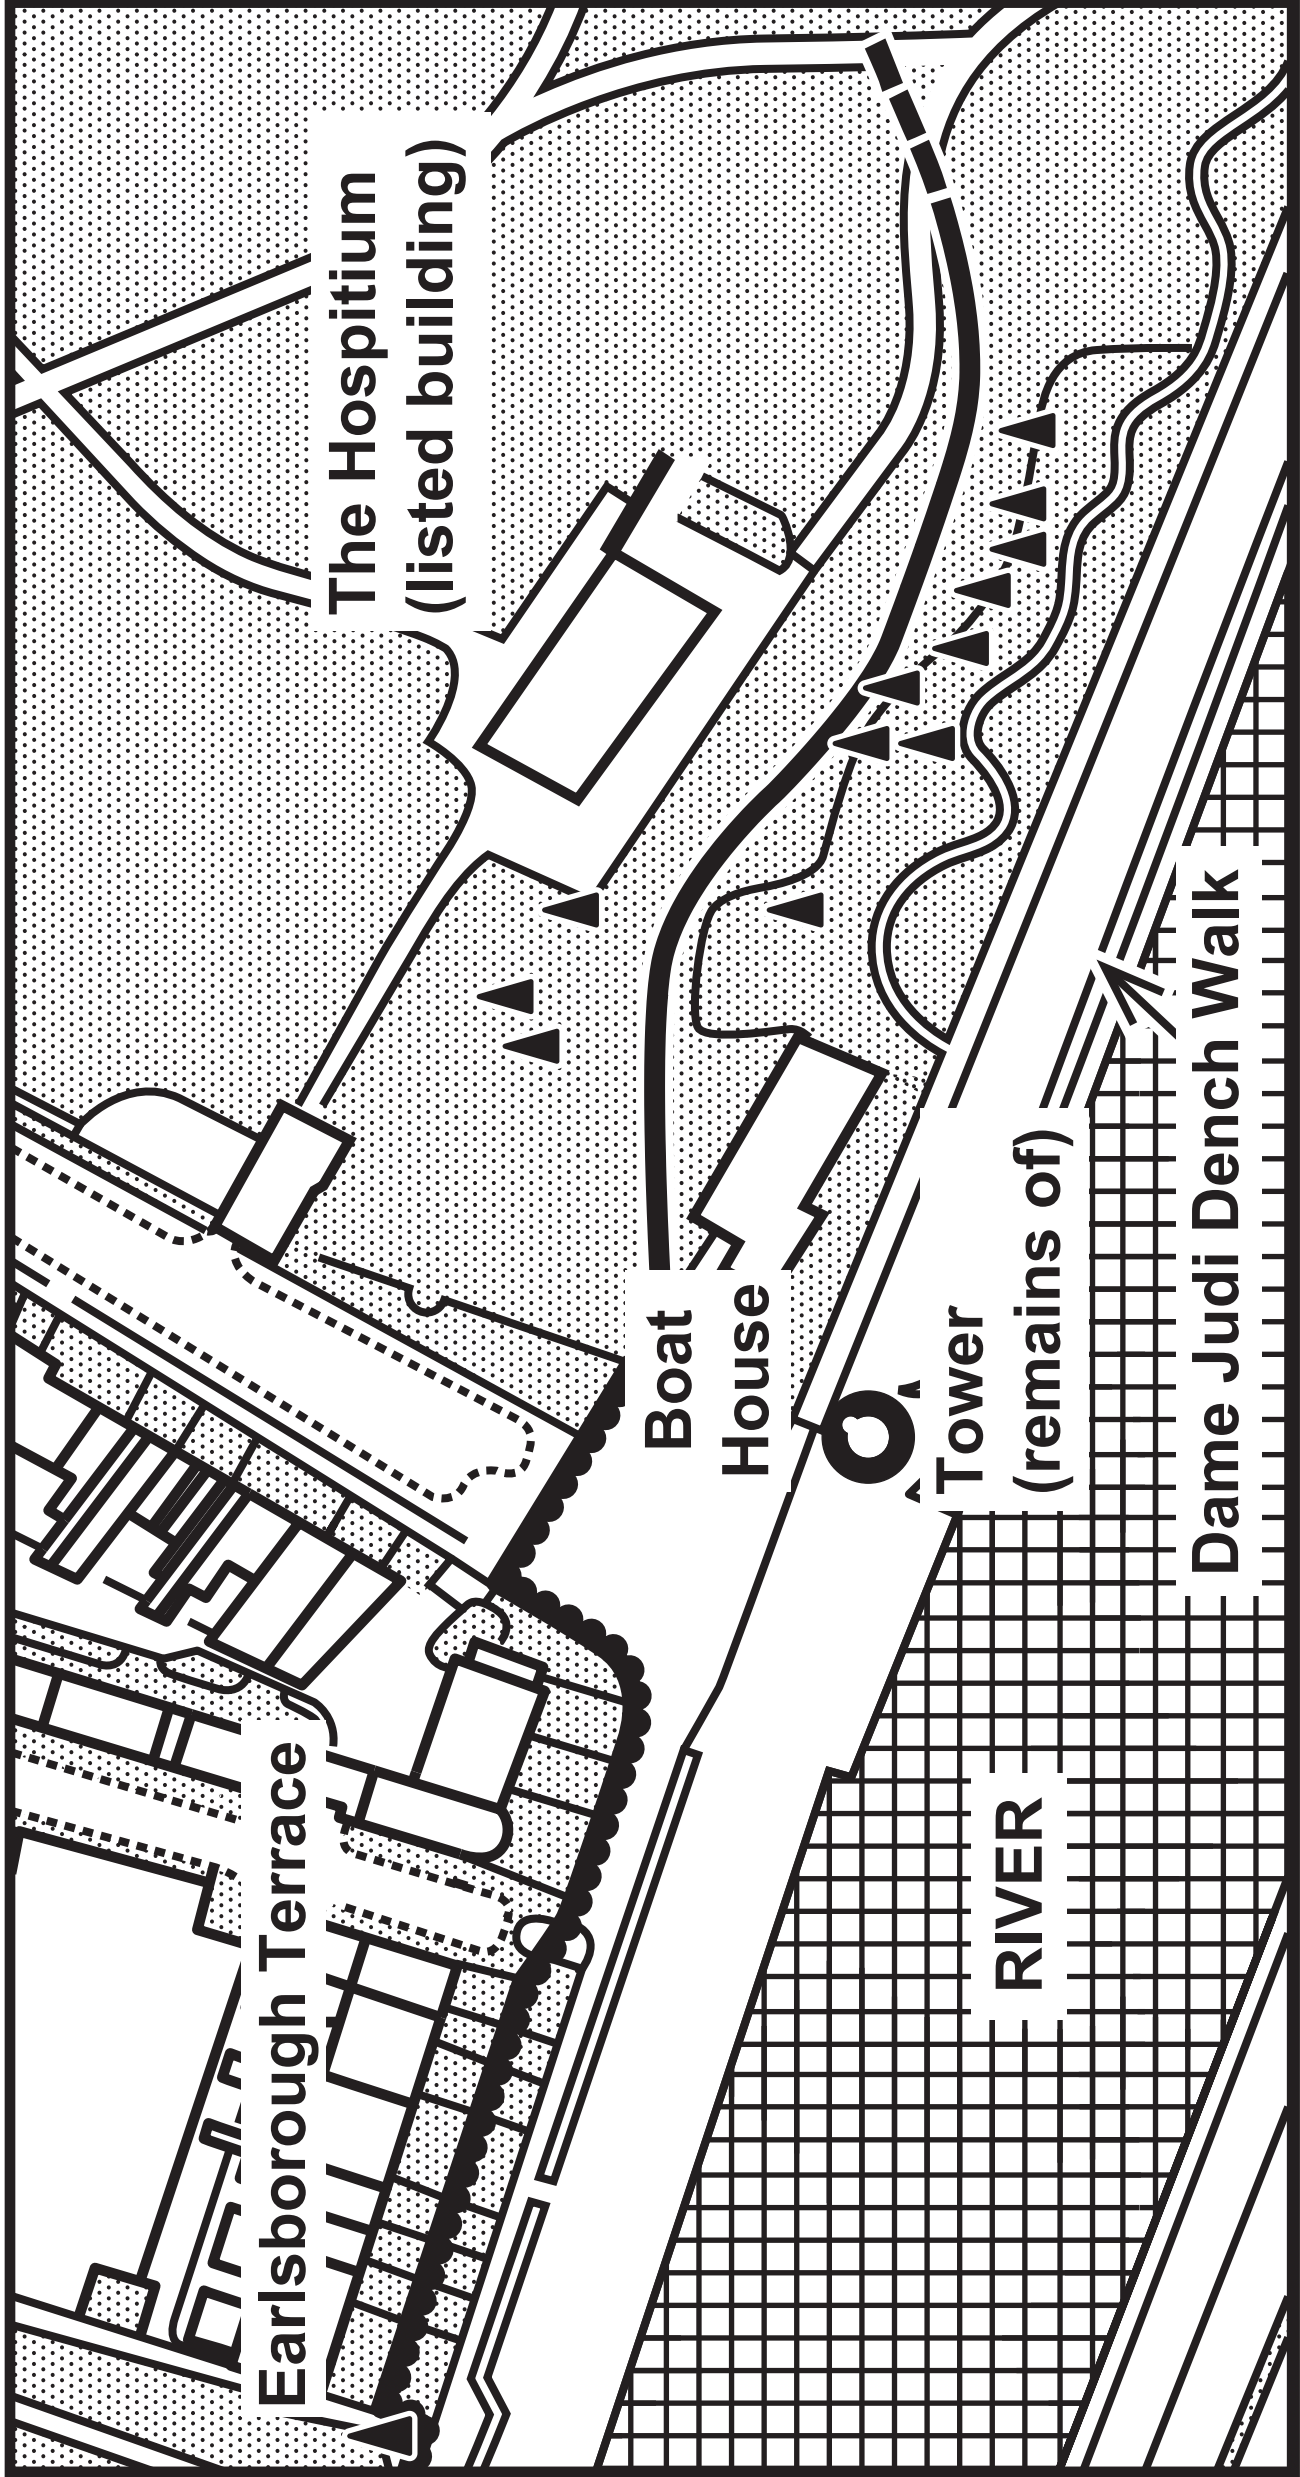 The Hospitium
(listed building)
Boat
House
Tower
(remains of)
Dame Judi Dench Walk
Earlsborough Terrace
RIVER